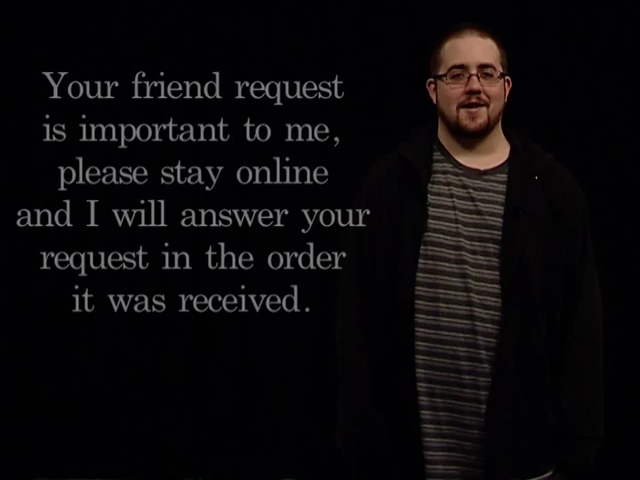 Your friend request
is important to me,
please stay online
and I will answer your
request in the order
it was received.